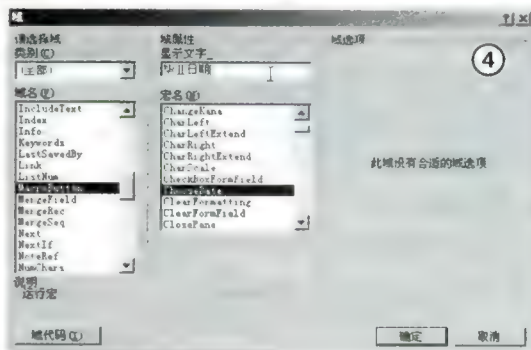 域
请选择域
类别(C)
(全部)
域名(F)
IncludeText
Index
Info
Keywords
LastSavedBy
Link
ListNum
MacroButton
MergeField
MergeRec
MergeSeq
Next
NextIf
NoteRef
NumChars
说明
运行宏
域代码(I)
域属性
显示文字
日期
宏名(M)
ChangeKana
CharLeft
CharLeftExtend
CharRight
CharRightExtend
CharScale
CheckBoxFormField
ChooseDate
ClearFormatting
ClearFormField
ClosePane
域选项
④
此域没有合适的域选项
确定
取消